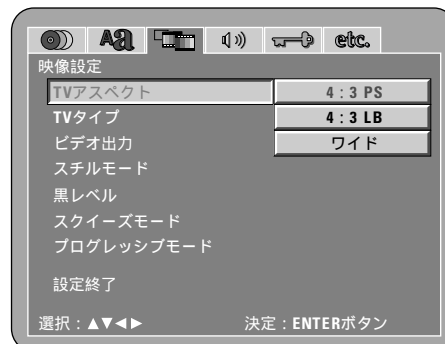 Aa etc.
映像設定
TVアスペクト 4 : 3 PS
TVタイプ 4 : 3 LB
ビデオ出力 ワイド
スチルモード
黒レベル
スクイーズモード
プログレッシブモード
設定終了
選択：▲▼◀▶ 決定：ENTERボタン